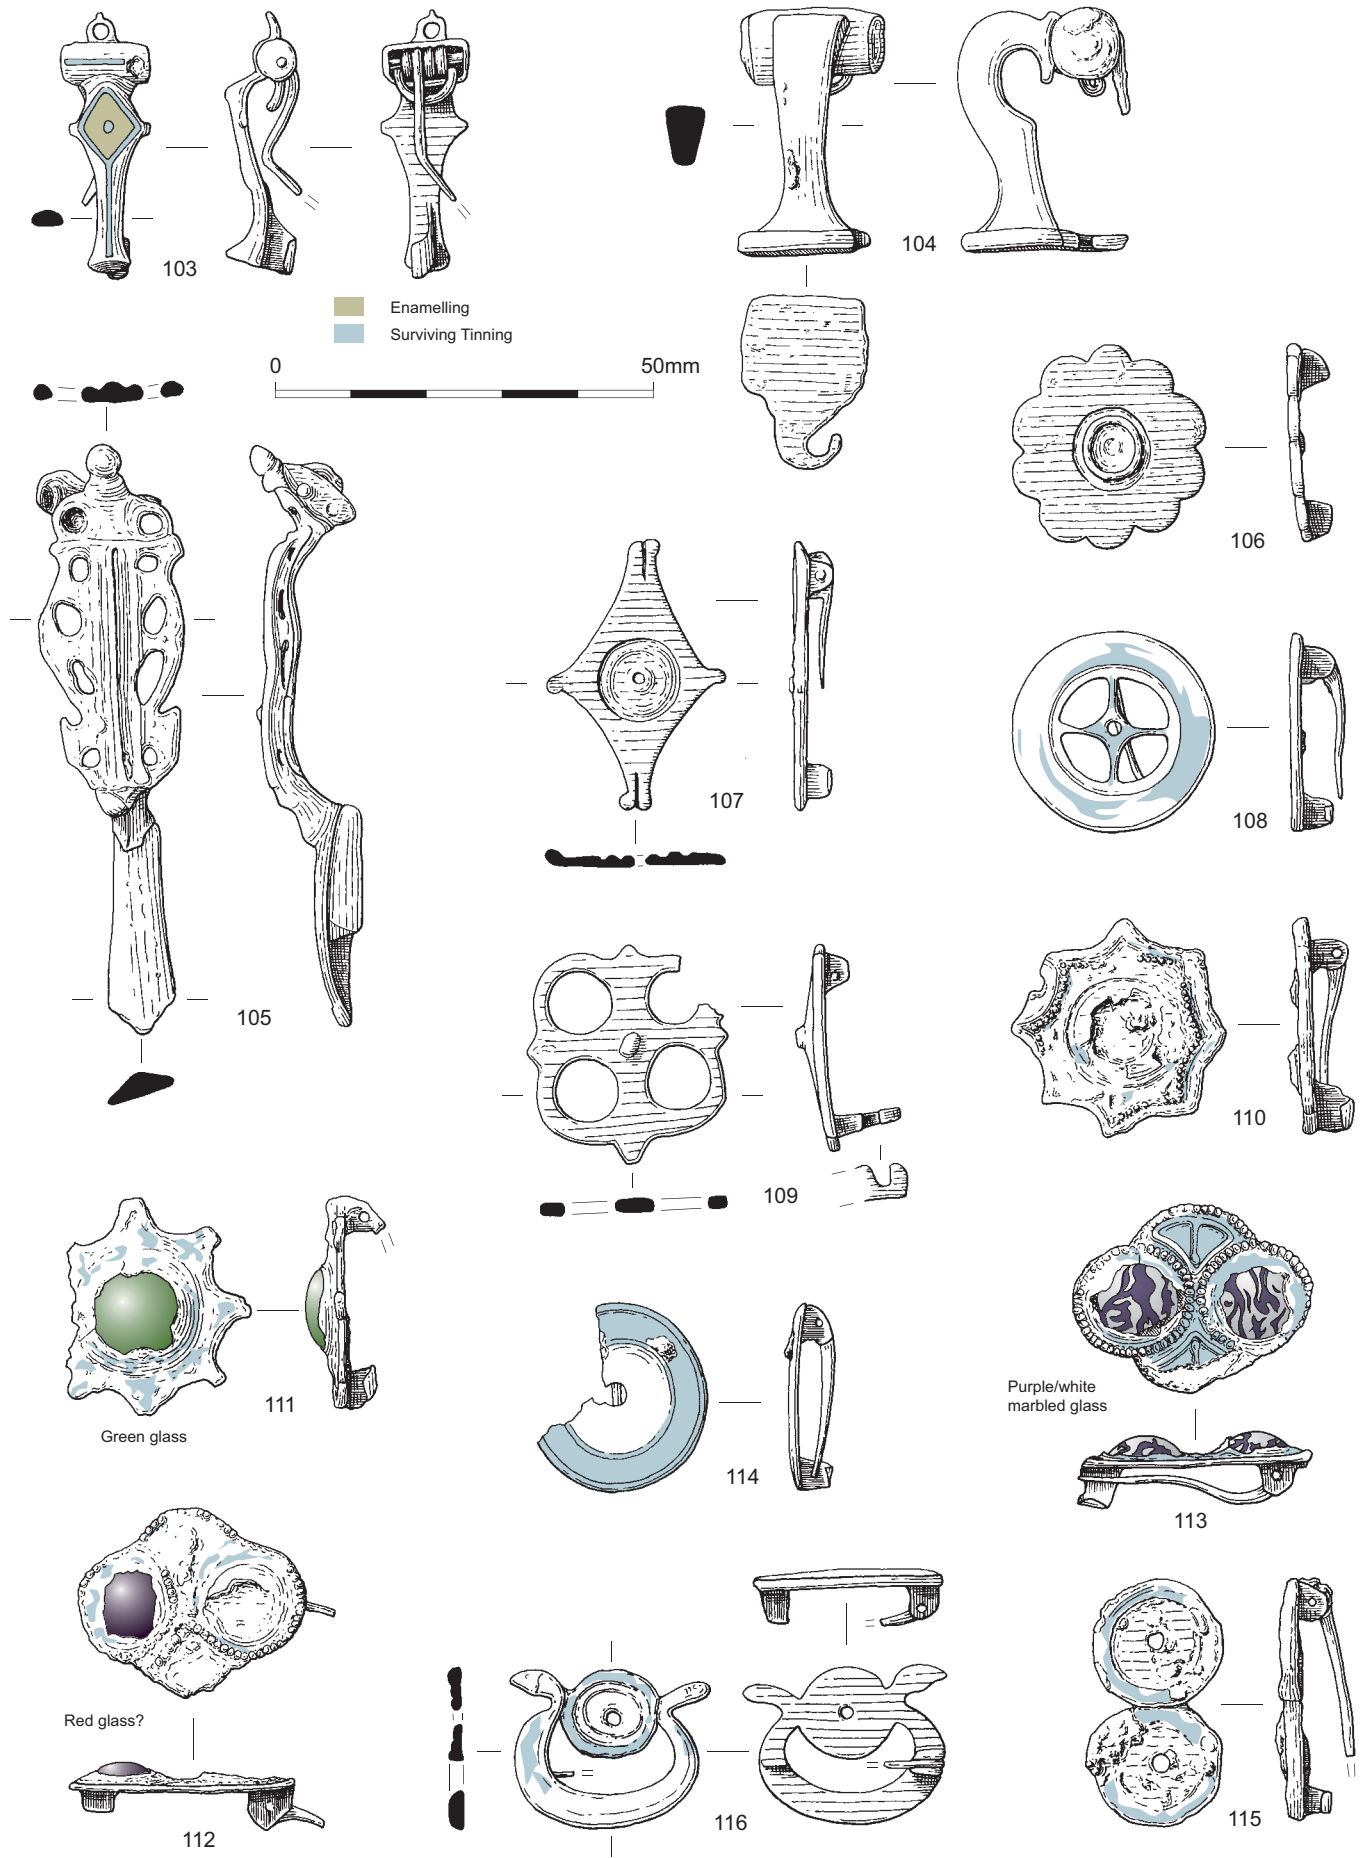 103
104
Enamelling
Surviving Tinning
0 50mm
106
107
108
105
109
110
111
Green glass
114
Purple/white
marbled glass
113
Red glass?
112
116
115